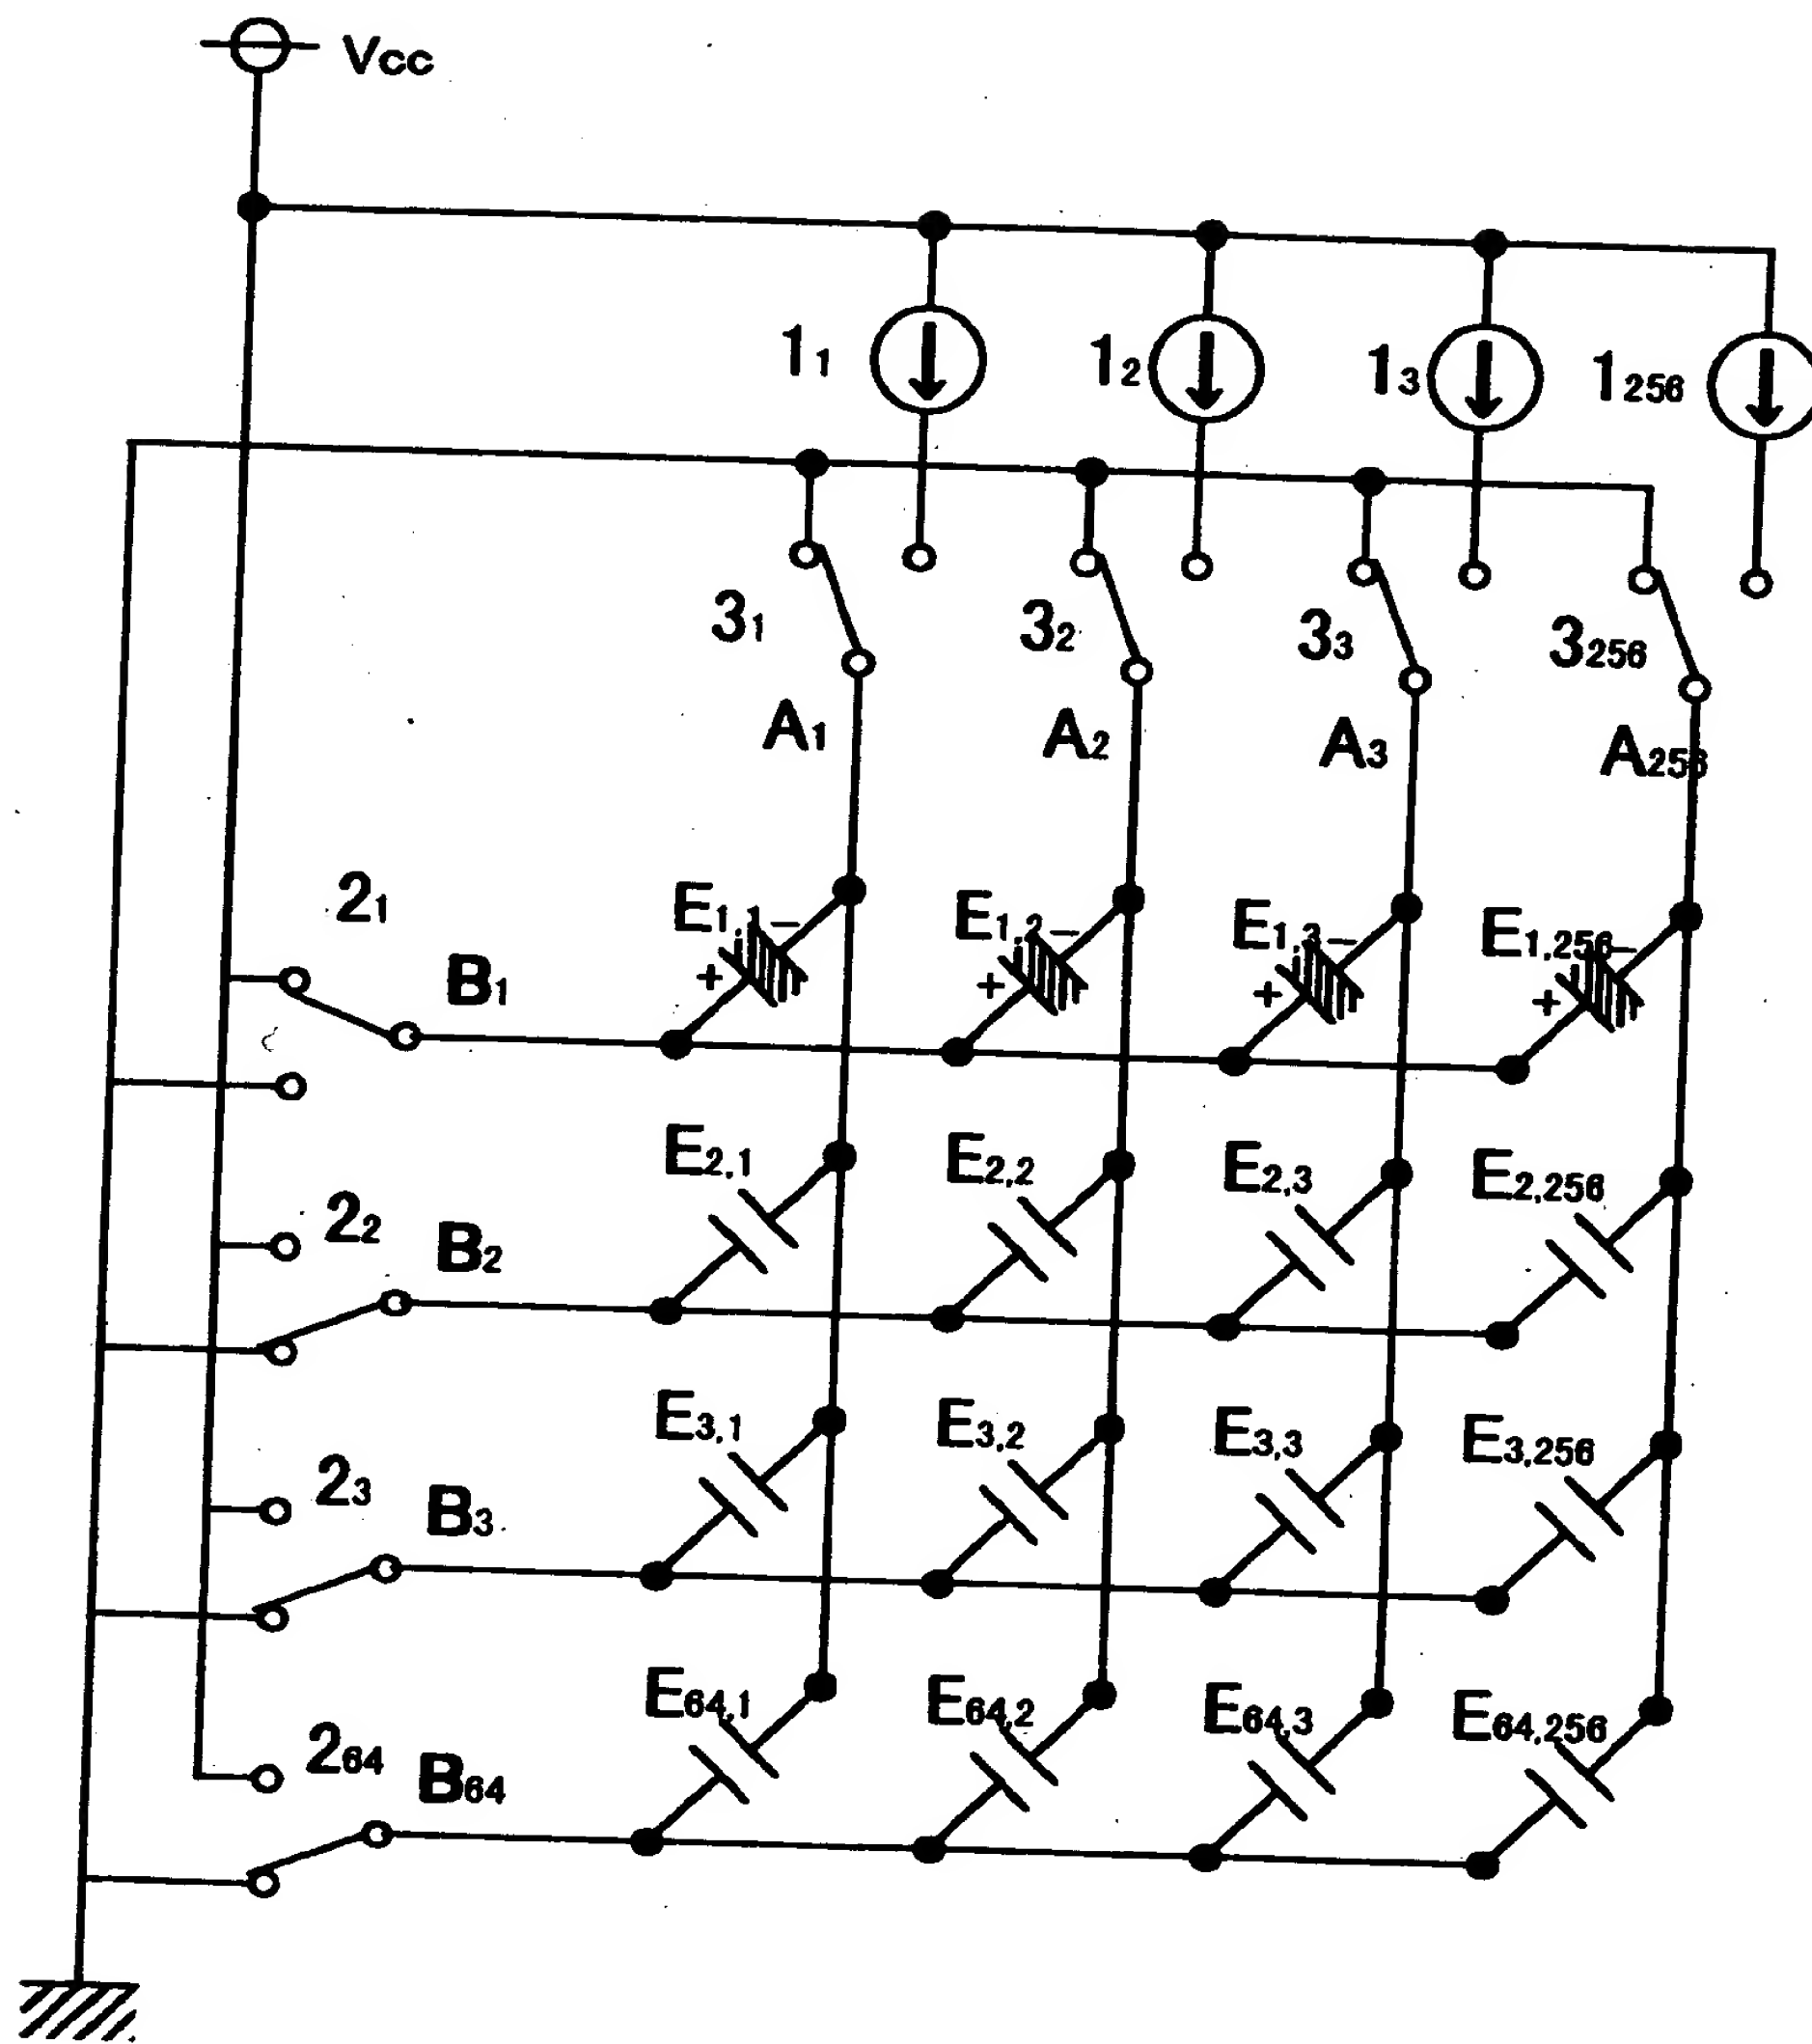 Vcc
1₁ 1₂ 1₃ 1₂₅₆
3₁ 3₂ 3₃ 3₂₅₆
A₁ A₂ A₃ A₂₅₆
2₁
B₁
E₁,₁ − E₁,₂ − E₁,₃ − E₁,₂₅₆ −
+ + + +
2₂
B₂
E₂,₁ E₂,₂ E₂,₃ E₂,₂₅₆
2₃
B₃
E₃,₁ E₃,₂ E₃,₃ E₃,₂₅₆
2₆₄
B₆₄
E₆₄,₁ E₆₄,₂ E₆₄,₃ E₆₄,₂₅₆